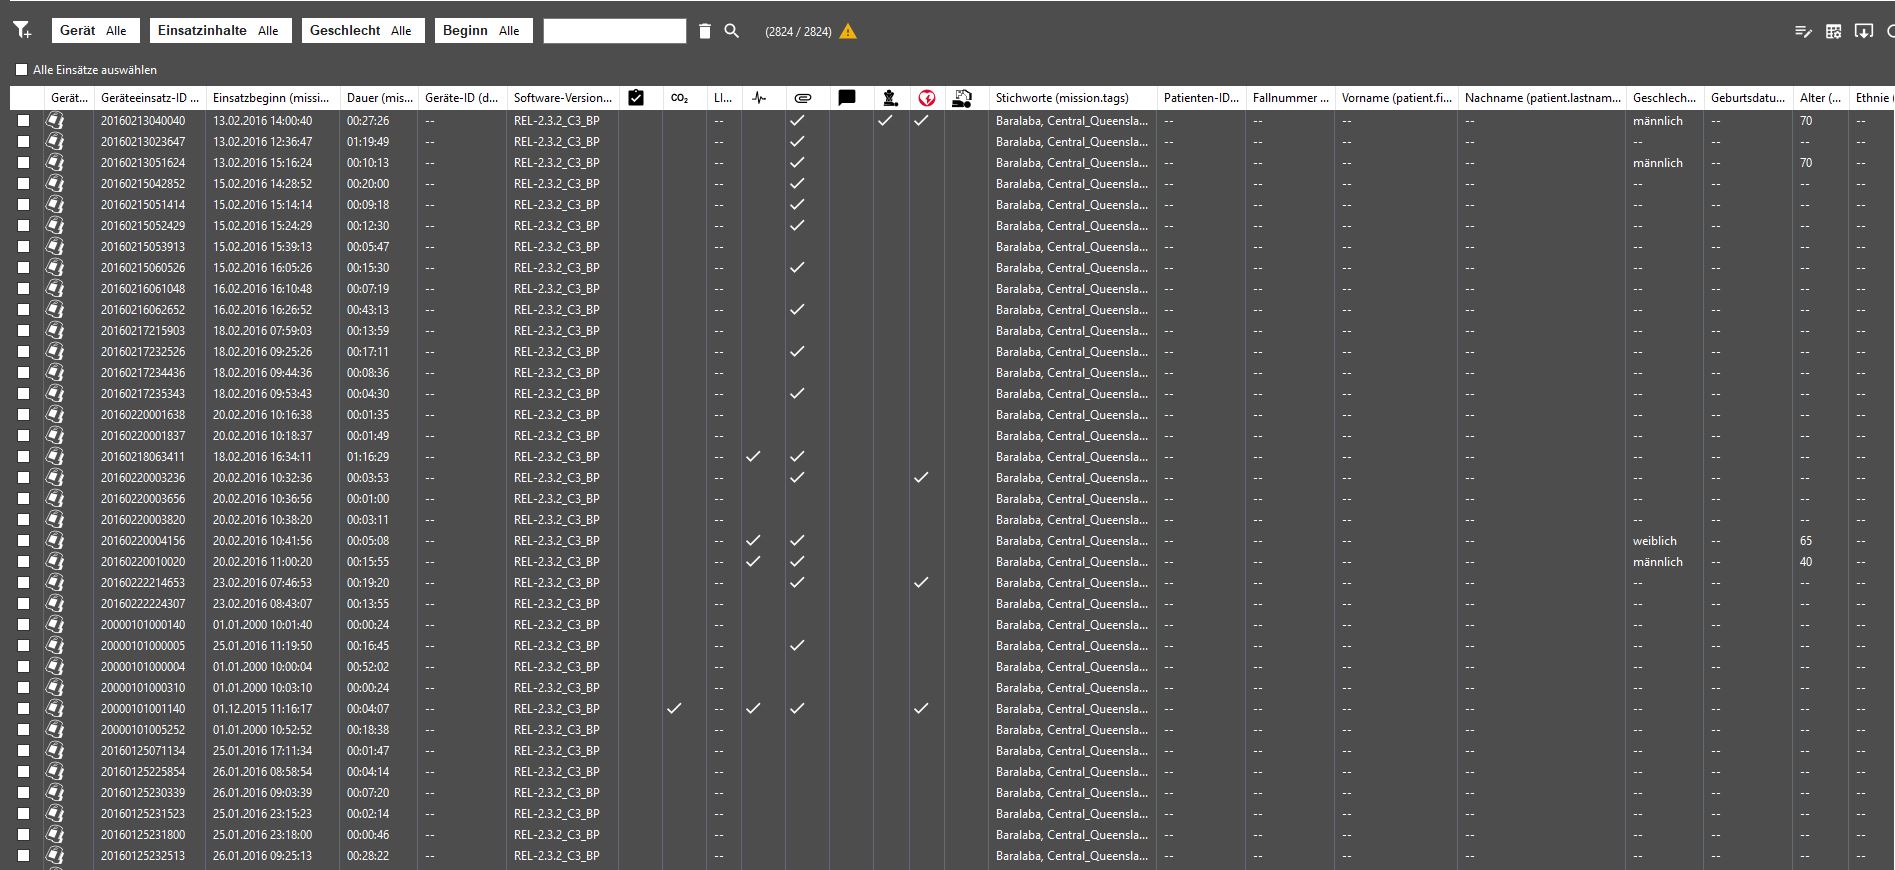 Gerät Alle Einsatzinhalte Alle Geschlecht Alle Beginn Alle (2824 / 2824)
Alle Einsätze auswählen
Gerät... Geräteeinsatz-ID ... Einsatzbeginn (missi... Dauer (mis... Geräte-ID (d... Software-Version... CO₂ LI... Stichworte (mission.tags) Patienten-ID... Fallnummer ... Vorname (patient.fi... Nachname (patient.lastnam... Geschlech... Geburtsdatu... Alter (... Ethnie (
20160213040040 13.02.2016 14:00:40 00:27:26 -- REL-2.3.2_C3_BP -- Baralaba, Central_Queensla... -- -- -- -- männlich -- 70 --
20160213023647 13.02.2016 12:36:47 01:19:49 -- REL-2.3.2_C3_BP -- Baralaba, Central_Queensla... -- -- -- -- -- -- -- --
20160213051624 13.02.2016 15:16:24 00:10:13 -- REL-2.3.2_C3_BP -- Baralaba, Central_Queensla... -- -- -- -- männlich -- 70 --
20160215042852 15.02.2016 14:28:52 00:20:00 -- REL-2.3.2_C3_BP -- Baralaba, Central_Queensla... -- -- -- -- -- -- -- --
20160215051414 15.02.2016 15:14:14 00:09:18 -- REL-2.3.2_C3_BP -- Baralaba, Central_Queensla... -- -- -- -- -- -- -- --
20160215052429 15.02.2016 15:24:29 00:12:30 -- REL-2.3.2_C3_BP -- Baralaba, Central_Queensla... -- -- -- -- -- -- -- --
20160215053913 15.02.2016 15:39:13 00:05:47 -- REL-2.3.2_C3_BP -- Baralaba, Central_Queensla... -- -- -- -- -- -- -- --
20160215060526 15.02.2016 16:05:26 00:15:30 -- REL-2.3.2_C3_BP -- Baralaba, Central_Queensla... -- -- -- -- -- -- -- --
20160216061048 16.02.2016 16:10:48 00:07:19 -- REL-2.3.2_C3_BP -- Baralaba, Central_Queensla... -- -- -- -- -- -- -- --
20160216062652 16.02.2016 16:26:52 00:43:13 -- REL-2.3.2_C3_BP -- Baralaba, Central_Queensla... -- -- -- -- -- -- -- --
20160217215903 18.02.2016 07:59:03 00:13:59 -- REL-2.3.2_C3_BP -- Baralaba, Central_Queensla... -- -- -- -- -- -- -- --
20160217232526 18.02.2016 09:25:26 00:17:11 -- REL-2.3.2_C3_BP -- Baralaba, Central_Queensla... -- -- -- -- -- -- -- --
20160217234436 18.02.2016 09:44:36 00:08:36 -- REL-2.3.2_C3_BP -- Baralaba, Central_Queensla... -- -- -- -- -- -- -- --
20160217235343 18.02.2016 09:53:43 00:04:30 -- REL-2.3.2_C3_BP -- Baralaba, Central_Queensla... -- -- -- -- -- -- -- --
20160220001638 20.02.2016 10:16:38 00:01:35 -- REL-2.3.2_C3_BP -- Baralaba, Central_Queensla... -- -- -- -- -- -- -- --
20160220001837 20.02.2016 10:18:37 00:01:49 -- REL-2.3.2_C3_BP -- Baralaba, Central_Queensla... -- -- -- -- -- -- -- --
20160218063411 18.02.2016 16:34:11 01:16:29 -- REL-2.3.2_C3_BP -- Baralaba, Central_Queensla... -- -- -- -- -- -- -- --
20160220003236 20.02.2016 10:32:36 00:03:53 -- REL-2.3.2_C3_BP -- Baralaba, Central_Queensla... -- -- -- -- -- -- -- --
20160220003656 20.02.2016 10:36:56 00:01:00 -- REL-2.3.2_C3_BP -- Baralaba, Central_Queensla... -- -- -- -- -- -- -- --
20160220003820 20.02.2016 10:38:20 00:03:11 -- REL-2.3.2_C3_BP -- Baralaba, Central_Queensla... -- -- -- -- -- -- -- --
20160220004156 20.02.2016 10:41:56 00:05:08 -- REL-2.3.2_C3_BP -- Baralaba, Central_Queensla... -- -- -- -- weiblich -- 65 --
20160220010020 20.02.2016 11:00:20 00:15:55 -- REL-2.3.2_C3_BP -- Baralaba, Central_Queensla... -- -- -- -- männlich -- 40 --
20160222214653 23.02.2016 07:46:53 00:19:20 -- REL-2.3.2_C3_BP -- Baralaba, Central_Queensla... -- -- -- -- -- -- -- --
20160222224307 23.02.2016 08:43:07 00:13:55 -- REL-2.3.2_C3_BP -- Baralaba, Central_Queensla... -- -- -- -- -- -- -- --
20000101000140 01.01.2000 10:01:40 00:00:24 -- REL-2.3.2_C3_BP -- Baralaba, Central_Queensla... -- -- -- -- -- -- -- --
20000101000005 25.01.2016 11:19:50 00:16:45 -- REL-2.3.2_C3_BP -- Baralaba, Central_Queensla... -- -- -- -- -- -- -- --
20000101000004 01.01.2000 10:00:04 00:52:02 -- REL-2.3.2_C3_BP -- Baralaba, Central_Queensla... -- -- -- -- -- -- -- --
20000101000310 01.01.2000 10:03:10 00:00:24 -- REL-2.3.2_C3_BP -- Baralaba, Central_Queensla... -- -- -- -- -- -- -- --
20000101001140 01.12.2015 11:16:17 00:04:07 -- REL-2.3.2_C3_BP -- Baralaba, Central_Queensla... -- -- -- -- -- -- -- --
20000101005252 01.01.2000 10:52:52 00:18:38 -- REL-2.3.2_C3_BP -- Baralaba, Central_Queensla... -- -- -- -- -- -- -- --
20160125071134 25.01.2016 17:11:34 00:01:47 -- REL-2.3.2_C3_BP -- Baralaba, Central_Queensla... -- -- -- -- -- -- -- --
20160125225854 26.01.2016 08:58:54 00:04:14 -- REL-2.3.2_C3_BP -- Baralaba, Central_Queensla... -- -- -- -- -- -- -- --
20160125230339 26.01.2016 09:03:39 00:07:20 -- REL-2.3.2_C3_BP -- Baralaba, Central_Queensla... -- -- -- -- -- -- -- --
20160125231523 25.01.2016 23:15:23 00:02:14 -- REL-2.3.2_C3_BP -- Baralaba, Central_Queensla... -- -- -- -- -- -- -- --
20160125231800 25.01.2016 23:18:00 00:00:46 -- REL-2.3.2_C3_BP -- Baralaba, Central_Queensla... -- -- -- -- -- -- -- --
20160125232513 26.01.2016 09:25:13 00:28:22 -- REL-2.3.2_C3_BP -- Baralaba, Central_Queensla... -- -- -- -- -- -- -- --